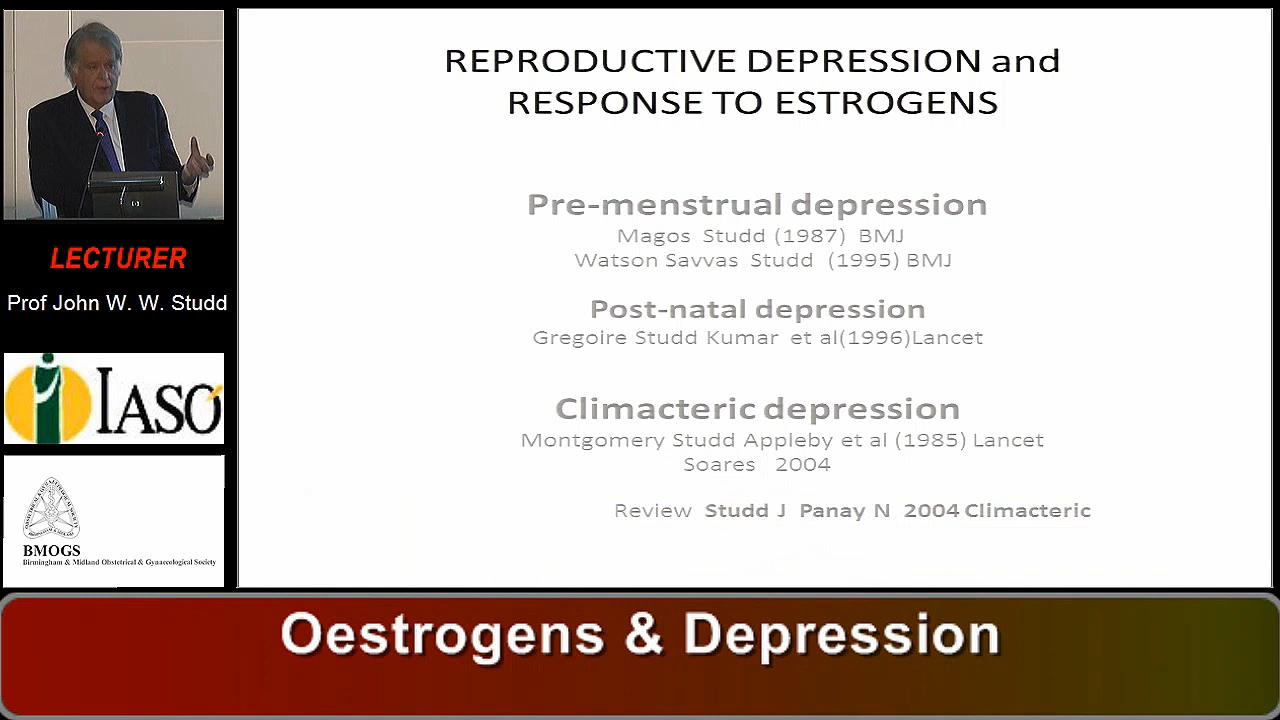 REPRODUCTIVE DEPRESSION and
RESPONSE TO ESTROGENS
Pre-menstrual depression
Magos Studd (1987) BMJ
Watson Savvas Studd (1995) BMJ
Post-natal depression
Gregoire Studd Kumar et al(1996)Lancet
Climacteric depression
Montgomery Studd Appleby et al (1985) Lancet
Soares 2004
Review Studd J Panay N 2004 Climacteric
LECTURER
Prof John W. W. Studd
IASO
BMOGS
Birmingham & Midland Obstetrical & Gynaecological Society
Oestrogens & Depression